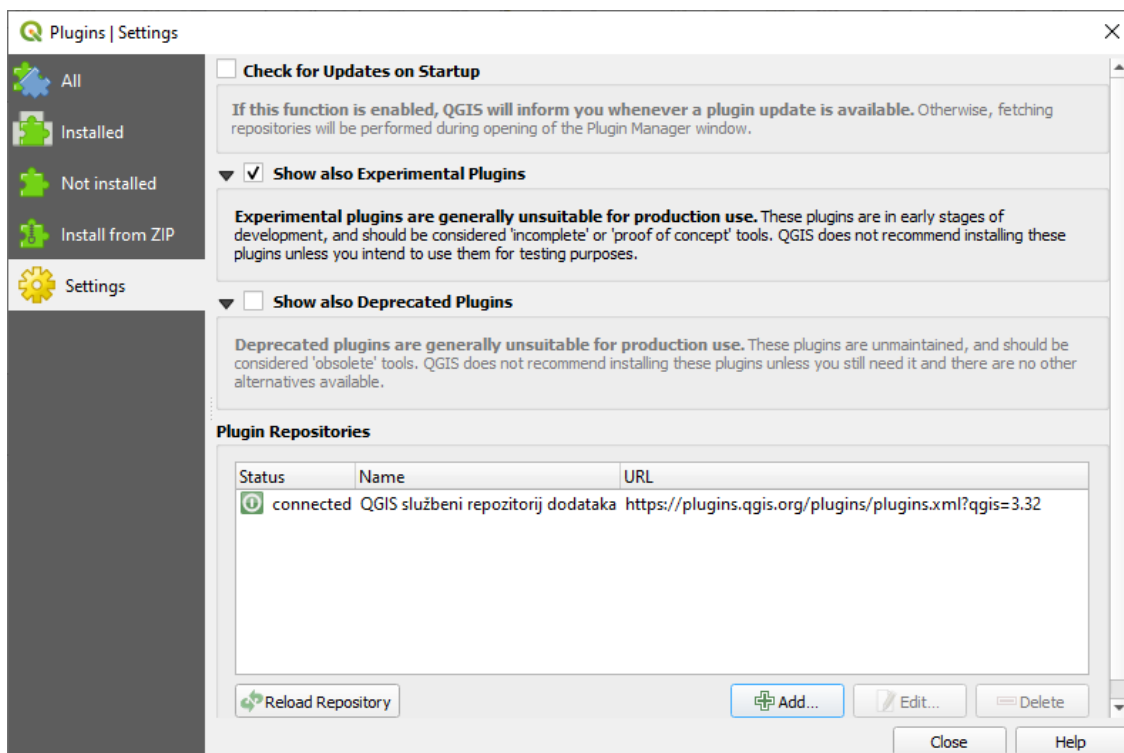 Plugins | Settings
All
Installed
Not installed
Install from ZIP
Settings
Check for Updates on Startup
If this function is enabled, QGIS will inform you whenever a plugin update is available. Otherwise, fetching
repositories will be performed during opening of the Plugin Manager window.
Show also Experimental Plugins
Experimental plugins are generally unsuitable for production use. These plugins are in early stages of
development, and should be considered 'incomplete' or 'proof of concept' tools. QGIS does not recommend installing these
plugins unless you intend to use them for testing purposes.
Show also Deprecated Plugins
Deprecated plugins are generally unsuitable for production use. These plugins are unmaintained, and should be
considered 'obsolete' tools. QGIS does not recommend installing these plugins unless you still need it and there are no other
alternatives available.
Plugin Repositories
Status Name URL
connected QGIS službeni repozitorij dodataka https://plugins.qgis.org/plugins/plugins.xml?qgis=3.32
Reload Repository Add... Edit... Delete
Close Help